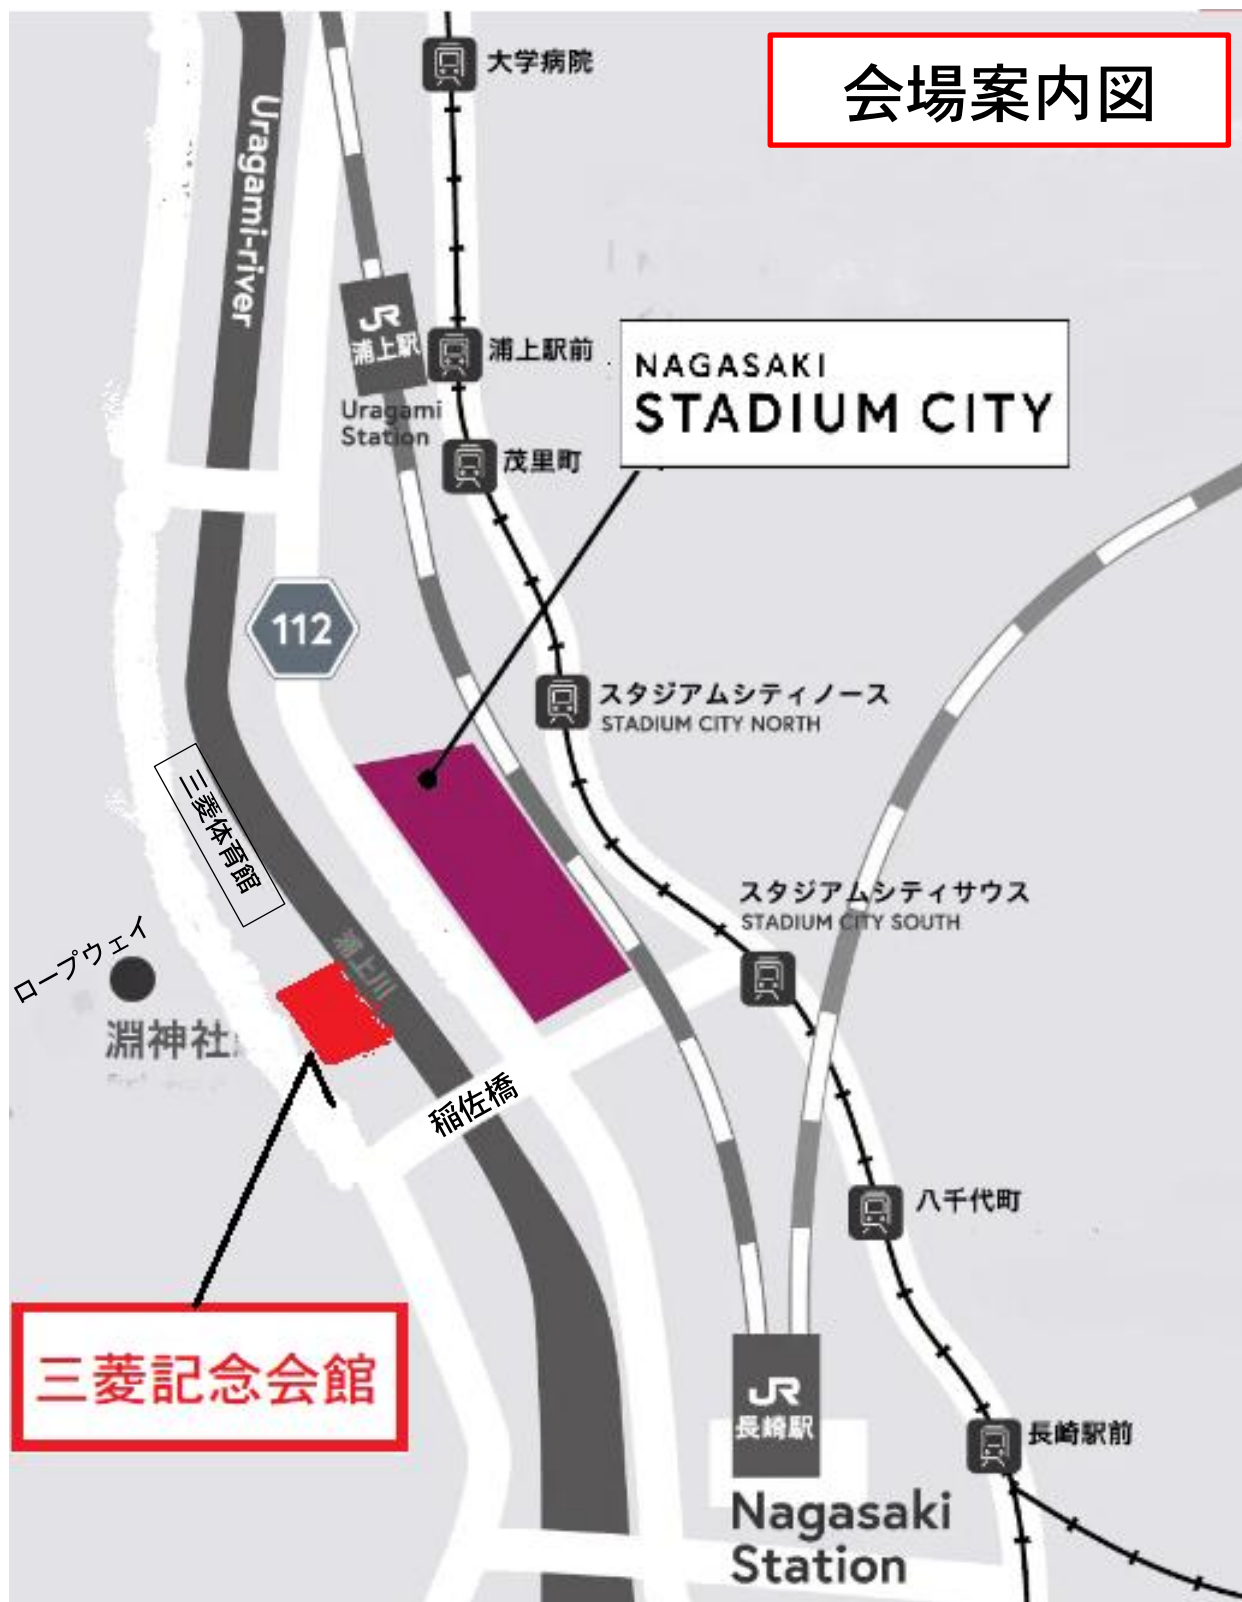 会場案内図
大学病院
Uragami-river
JR
浦上駅
浦上駅前
Uragami
Station
NAGASAKI
STADIUM CITY
茂里町
112
スタジアムシティノース
STADIUM CITY NORTH
三菱体育館
スタジアムシティサウス
STADIUM CITY SOUTH
ロープウェイ
浦上川
淵神社
稲佐橋
八千代町
三菱記念会館
JR
長崎駅
長崎駅前
Nagasaki
Station